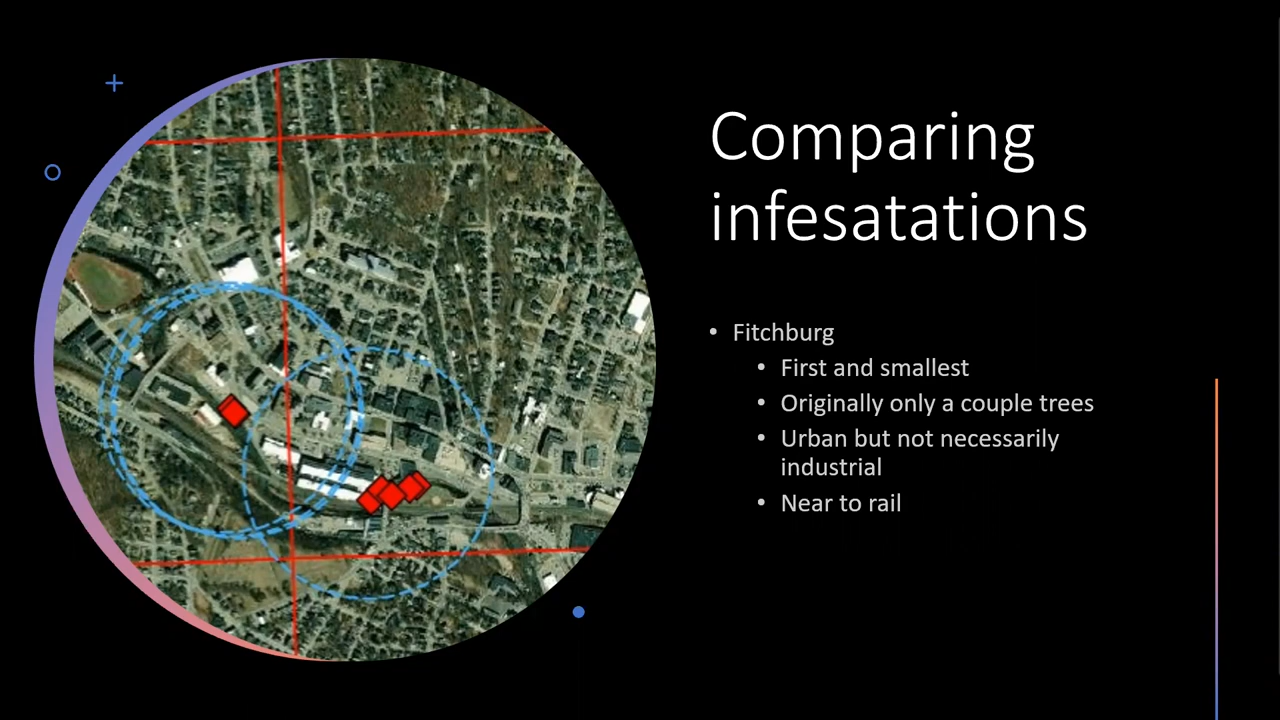 Comparing
infesatations
• Fitchburg
• First and smallest
• Originally only a couple trees
• Urban but not necessarily
industrial
• Near to rail